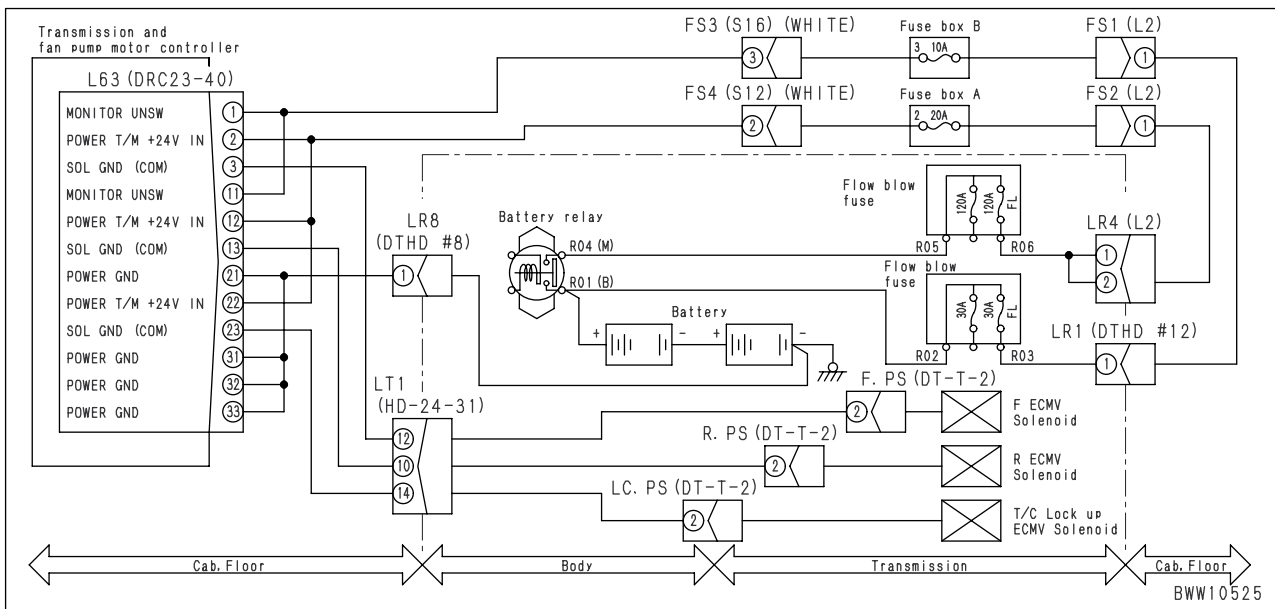 Transmission and
fan pump motor controller
L63 (DRC23-40)
MONITOR UNSW
1
POWER T/M +24V IN
2
SOL GND (COM)
3
MONITOR UNSW
11
POWER T/M +24V IN
12
SOL GND (COM)
13
POWER GND
21
POWER T/M +24V IN
22
SOL GND (COM)
23
POWER GND
31
POWER GND
32
POWER GND
33
FS3 (S16) (WHITE)
3
Fuse box B
3 10A
FS1 (L2)
1
FS4 (S12) (WHITE)
2
Fuse box A
2 20A
FS2 (L2)
1
LR8
(DTHD #8)
1
Battery relay
R04 (M)
R01 (B)
Flow blow
fuse
120A
120A
FL
R05
R06
LR4 (L2)
1
2
Flow blow
fuse
30A
30A
FL
R02
R03
LR1 (DTHD #12)
1
Battery
+
-
+
-
LT1
(HD-24-31)
12
10
14
F. PS (DT-T-2)
2
F ECMV
Solenoid
R. PS (DT-T-2)
2
R ECMV
Solenoid
LC. PS (DT-T-2)
2
T/C Lock up
ECMV Solenoid
Cab. Floor
Body
Transmission
Cab. Floor
BWW10525